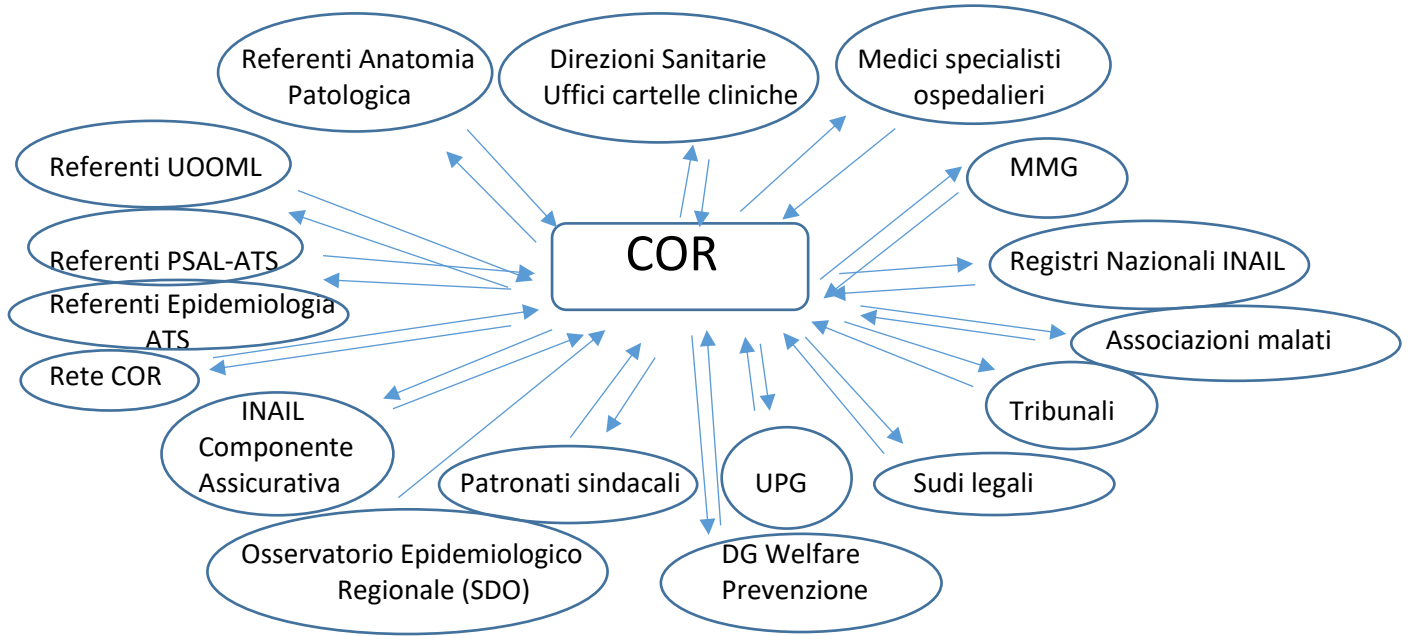 Referenti Anatomia
Patologica
Direzioni Sanitarie
Uffici cartelle cliniche
Medici specialisti
ospedalieri
Referenti UOOML
MMG
COR
Referenti PSAL-ATS
Registri Nazionali INAIL
Referenti Epidemiologia
ATS
Associazioni malati
Rete COR
INAIL
Componente
Assicurativa
Tribunali
Patronati sindacali
UPG
Sudi legali
Osservatorio Epidemiologico
Regionale (SDO)
DG Welfare
Prevenzione